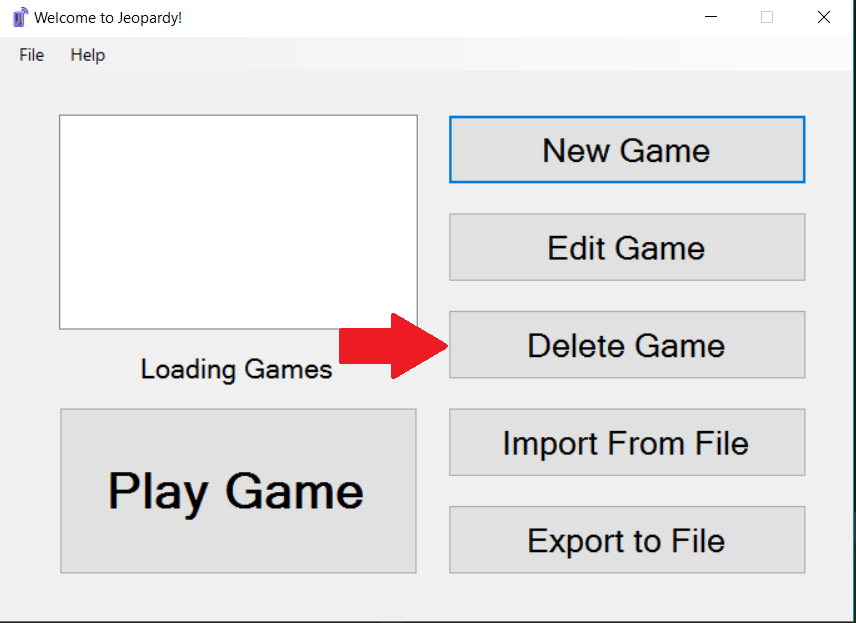 Welcome to Jeopardy!
File Help
New Game
Edit Game
Delete Game
Loading Games
Import From File
Play Game
Export to File